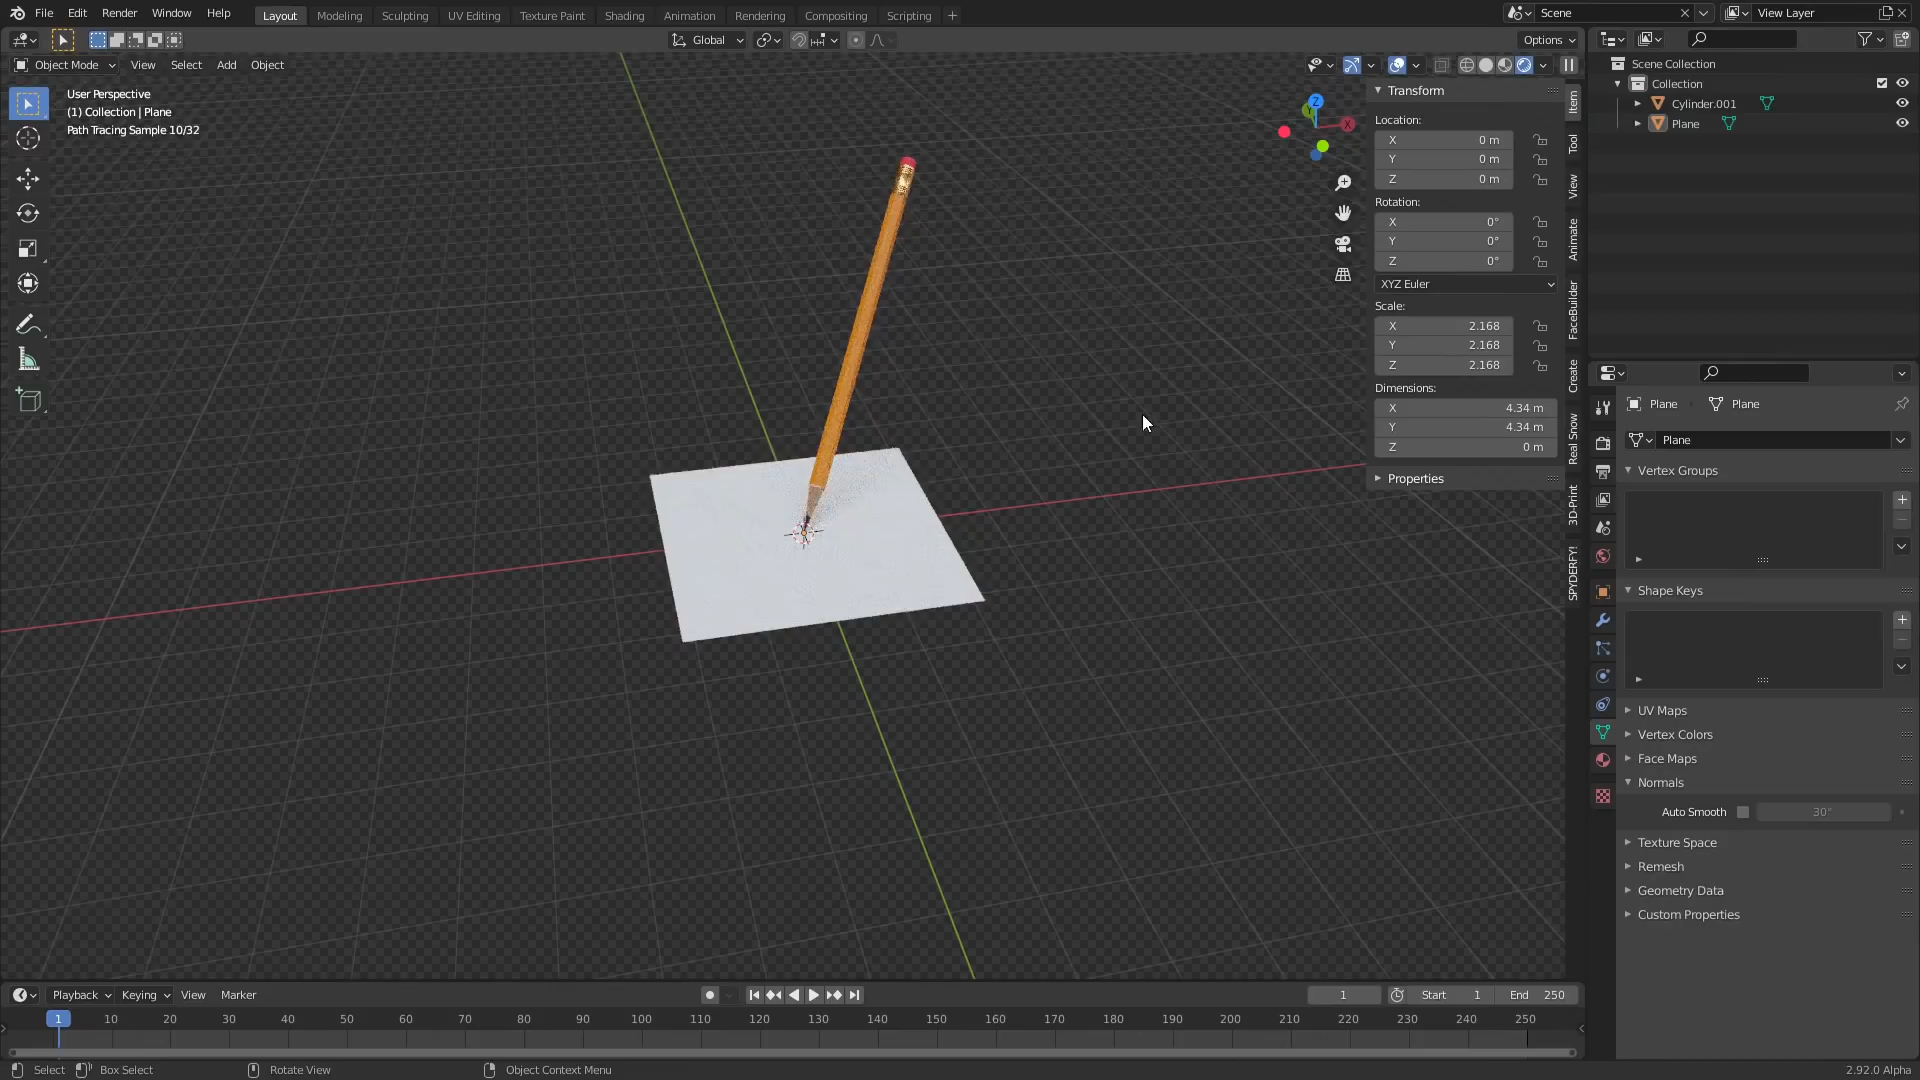 File Edit Render Window Help Layout Modeling Sculpting UV Editing Texture Paint Shading Animation Rendering Compositing Scripting + Scene View Layer
Global Options
Object Mode View Select Add Object
User Perspective
(1) Collection | Plane
Path Tracing Sample 10/32
Z
X
Transform
Location:
X 0 m
Y 0 m
Z 0 m
Rotation:
X 0°
Y 0°
Z 0°
XYZ Euler
Scale:
X 2.168
Y 2.168
Z 2.168
Dimensions:
X 4.34 m
Y 4.34 m
Z 0 m
Properties
Item
Tool
View
Animate
FaceBuilder
Create
Real Snow
3D-Print
SPYDERFY!
Scene Collection
Collection
Cylinder.001
Plane
Plane Plane
Plane
Vertex Groups
Shape Keys
UV Maps
Vertex Colors
Face Maps
Normals
Auto Smooth 30°
Texture Space
Remesh
Geometry Data
Custom Properties
Playback Keying View Marker 1 Start 1 End 250
1 10 20 30 40 50 60 70 80 90 100 110 120 130 140 150 160 170 180 190 200 210 220 230 240 250
Select Box Select Rotate View Object Context Menu 2.92.0 Alpha